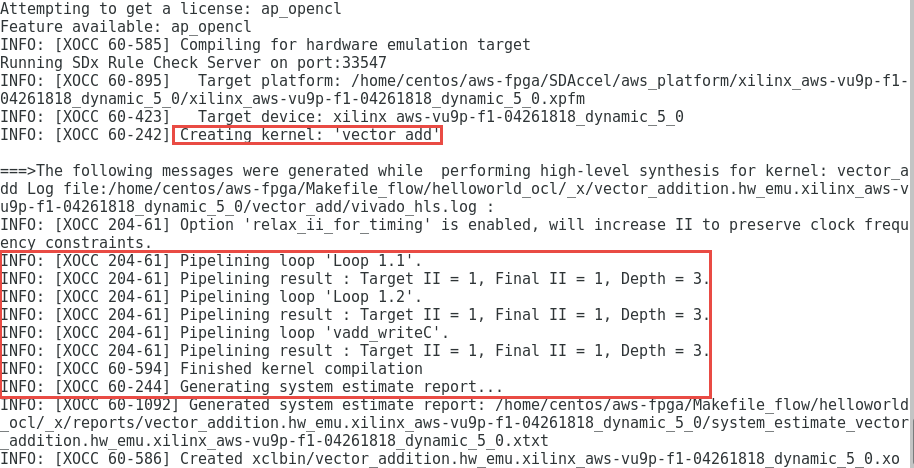 Attempting to get a license: ap_opencl
Feature available: ap_opencl
INFO: [XOCC 60-585] Compiling for hardware emulation target
Running SDx Rule Check Server on port:33547
INFO: [XOCC 60-895]   Target platform: /home/centos/aws-fpga/SDAccel/aws_platform/xilinx_aws-vu9p-f1-
04261818_dynamic_5_0/xilinx_aws-vu9p-f1-04261818_dynamic_5_0.xpfm
INFO: [XOCC 60-423]   Target device: xilinx_aws-vu9p-f1-04261818_dynamic_5_0
INFO: [XOCC 60-242] Creating kernel: 'vector_add'
===>The following messages were generated while  performing high-level synthesis for kernel: vector_a
dd Log file:/home/centos/aws-fpga/Makefile_flow/helloworld_ocl/_x/vector_addition.hw_emu.xilinx_aws-v
u9p-f1-04261818_dynamic_5_0/vector_add/vivado_hls.log :
INFO: [XOCC 204-61] Option 'relax_ii_for_timing' is enabled, will increase II to preserve clock frequ
ency constraints.
INFO: [XOCC 204-61] Pipelining loop 'Loop 1.1'.
INFO: [XOCC 204-61] Pipelining result : Target II = 1, Final II = 1, Depth = 3.
INFO: [XOCC 204-61] Pipelining loop 'Loop 1.2'.
INFO: [XOCC 204-61] Pipelining result : Target II = 1, Final II = 1, Depth = 3.
INFO: [XOCC 204-61] Pipelining loop 'vadd_writeC'.
INFO: [XOCC 204-61] Pipelining result : Target II = 1, Final II = 1, Depth = 3.
INFO: [XOCC 60-594] Finished kernel compilation
INFO: [XOCC 60-244] Generating system estimate report...
INFO: [XOCC 60-1092] Generated system estimate report: /home/centos/aws-fpga/Makefile_flow/helloworld
_ocl/_x/reports/vector_addition.hw_emu.xilinx_aws-vu9p-f1-04261818_dynamic_5_0/system_estimate_vector
_addition.hw_emu.xilinx_aws-vu9p-f1-04261818_dynamic_5_0.xtxt
INFO: [XOCC 60-586] Created xclbin/vector_addition.hw_emu.xilinx_aws-vu9p-f1-04261818_dynamic_5_0.xo